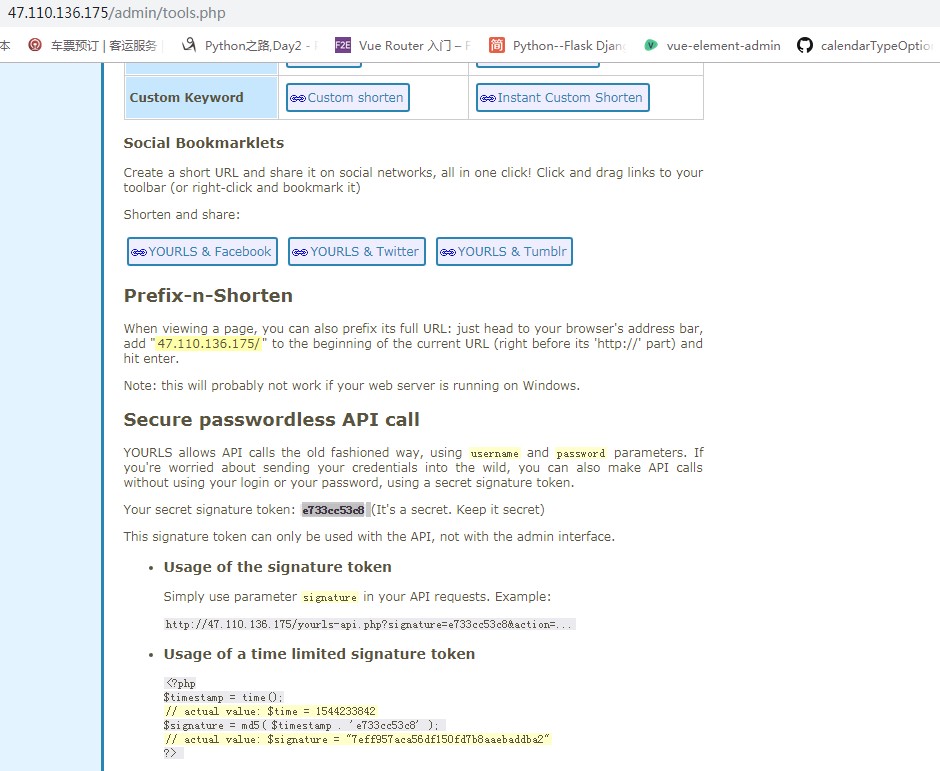 47.110.136.175/admin/tools.php
本 车票预订 | 客运服务 Python之路,Day2 - F2E Vue Router 入门 – F 简 Python--Flask Djan vue-element-admin calendarTypeOption
Custom Keyword Custom shorten Instant Custom Shorten
Social Bookmarklets
Create a short URL and share it on social networks, all in one click! Click and drag links to your
toolbar (or right-click and bookmark it)
Shorten and share:
YOURLS & Facebook YOURLS & Twitter YOURLS & Tumblr
Prefix-n-Shorten
When viewing a page, you can also prefix its full URL: just head to your browser's address bar,
add "47.110.136.175/" to the beginning of the current URL (right before its 'http://' part) and
hit enter.
Note: this will probably not work if your web server is running on Windows.
Secure passwordless API call
YOURLS allows API calls the old fashioned way, using username and password parameters. If
you're worried about sending your credentials into the wild, you can also make API calls
without using your login or your password, using a secret signature token.
Your secret signature token: e733cc53c8 (It's a secret. Keep it secret)
This signature token can only be used with the API, not with the admin interface.
• Usage of the signature token
Simply use parameter signature in your API requests. Example:
http://47.110.136.175/yourls-api.php?signature=e733cc53c8&action=...
• Usage of a time limited signature token
<?php
$timestamp = time();
// actual value: $time = 1544233842
$signature = md5( $timestamp . 'e733cc53c8' );
// actual value: $signature = "7eff957aca56df150fd7b8aaebaddba2"
?>